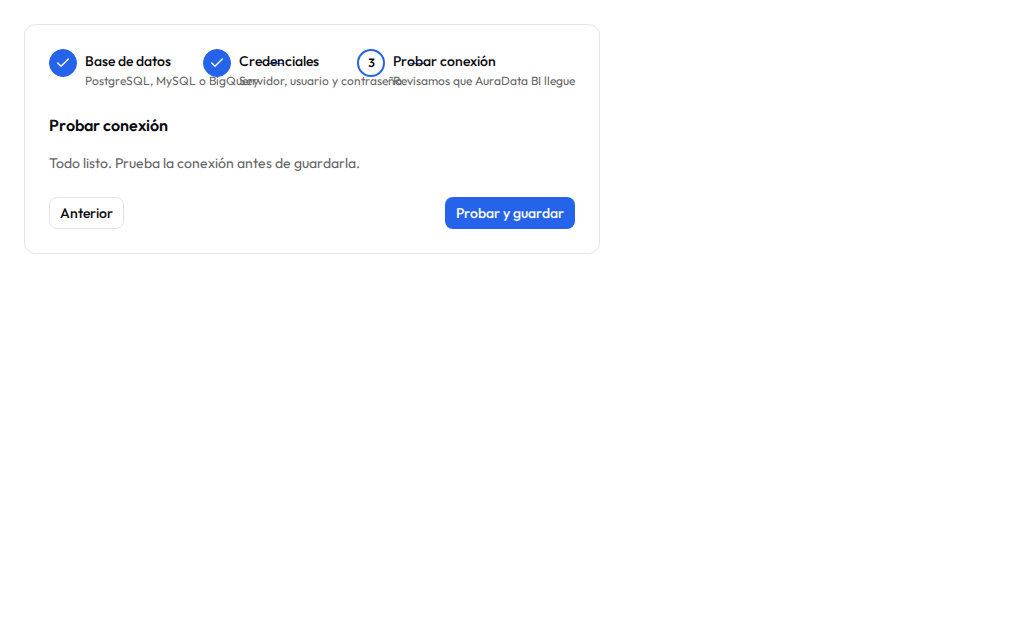 Base de datos
PostgreSQL, MySQL o BigQuery
Credenciales
Servidor, usuario y contraseña
3
Probar conexión
Revisamos que AuraData BI llegue
Probar conexión
Todo listo. Prueba la conexión antes de guardarla.
Anterior
Probar y guardar